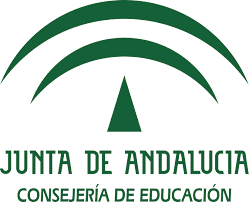 JUNTA DE ANDALUCIA
CONSEJERÍA DE EDUCACIÓN